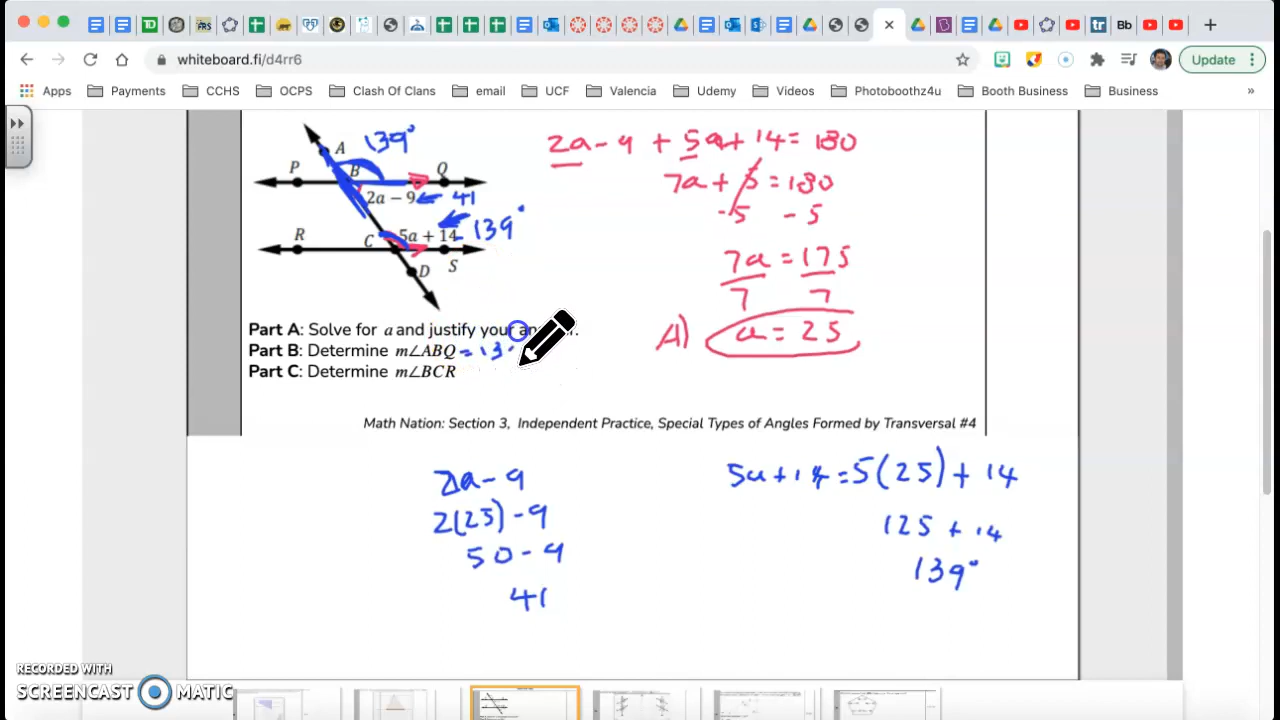 whiteboard.fi/d4rr6
Update
Apps
Payments
CCHS
OCPS
Clash Of Clans
email
UCF
Valencia
Udemy
Videos
Photoboothz4u
Booth Business
Business
»
139°
A
P
B
Q
2a − 9
41
R
C
5a + 14
139°
D
S
2a - 9 + 5a + 14 = 180
7a + 5 = 180
-5 -5
7a = 175
7 7
A) a = 25
Part A: Solve for a and justify your
Part B: Determine m∠ABQ = 13
Part C: Determine m∠BCR
Math Nation: Section 3, Independent Practice, Special Types of Angles Formed by Transversal #4
2a - 9
2(25) - 9
50 - 9
41
5a + 14 = 5(25) + 14
125 + 14
139°
RECORDED WITH
SCREENCAST MATIC